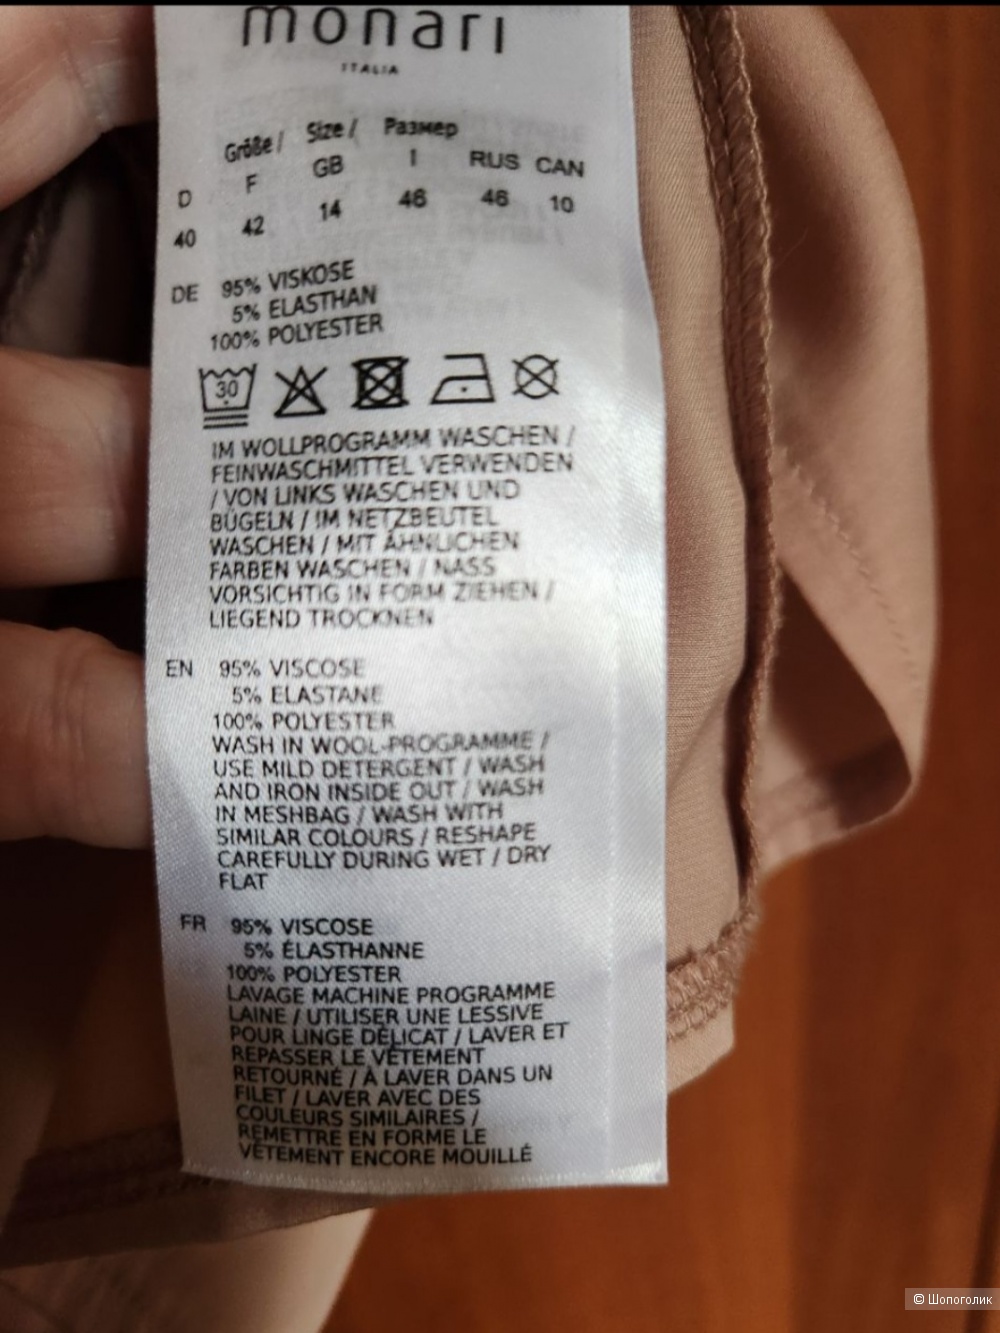 monari
ITALIA
Größe / Size / Размер
D F GB I RUS CAN
40 42 14 46 46 10
DE 95% VISKOSE
5% ELASTHAN
100% POLYESTER
30
IM WOLLPROGRAMM WASCHEN /
FEINWASCHMITTEL VERWENDEN
/ VON LINKS WASCHEN UND
BÜGELN / IM NETZBEUTEL
WASCHEN / MIT ÄHNLICHEN
FARBEN WASCHEN / NASS
VORSICHTIG IN FORM ZIEHEN /
LIEGEND TROCKNEN
EN 95% VISCOSE
5% ELASTANE
100% POLYESTER
WASH IN WOOL-PROGRAMME /
USE MILD DETERGENT / WASH
AND IRON INSIDE OUT / WASH
IN MESHBAG / WASH WITH
SIMILAR COLOURS / RESHAPE
CAREFULLY DURING WET / DRY
FLAT
FR 95% VISCOSE
5% ÉLASTHANNE
100% POLYESTER
LAVAGE MACHINE PROGRAMME
LAINE / UTILISER UNE LESSIVE
POUR LINGE DÉLICAT / LAVER ET
REPASSER LE VÊTEMENT
RETOURNÉ / À LAVER DANS UN
FILET / LAVER AVEC DES
COULEURS SIMILAIRES /
REMETTRE EN FORME LE
VÊTEMENT ENCORE MOUILLÉ
© Шопоголик